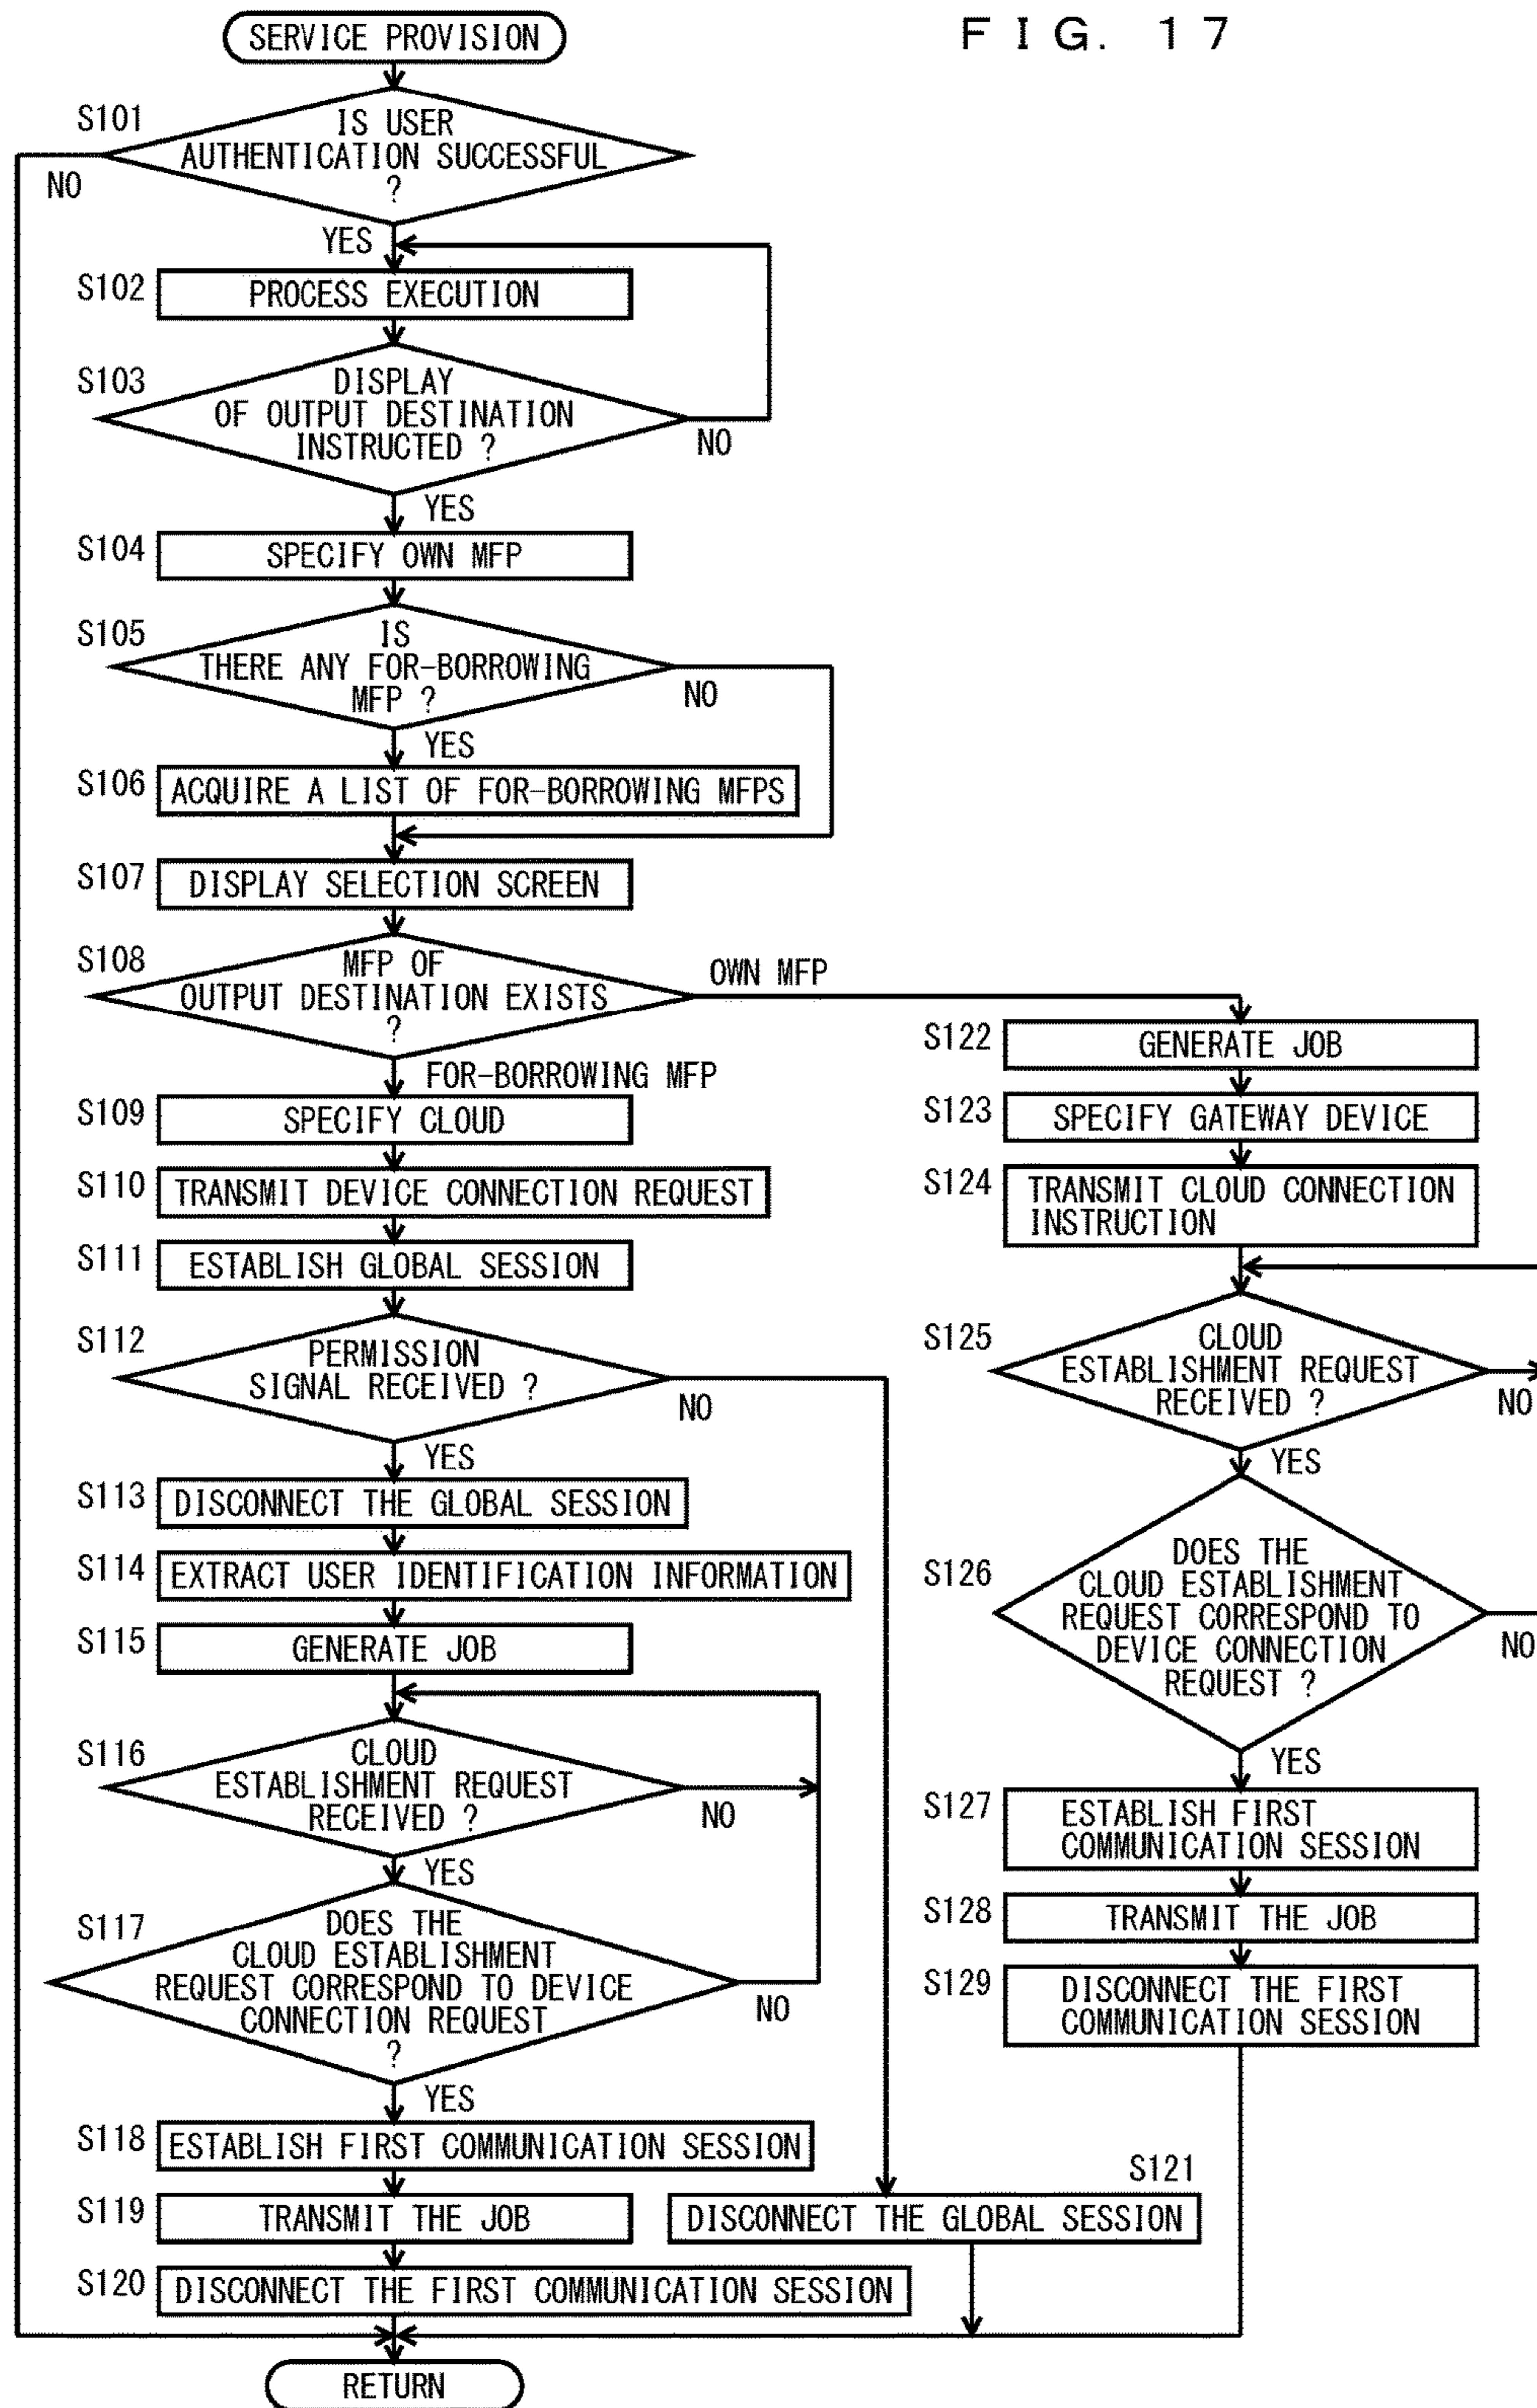 FIG. 17
SERVICE PROVISION
S101
IS USER
AUTHENTICATION SUCCESSFUL
?
NO
YES
S102
PROCESS EXECUTION
S103
DISPLAY
OF OUTPUT DESTINATION
INSTRUCTED ?
NO
YES
S104
SPECIFY OWN MFP
S105
IS
THERE ANY FOR-BORROWING
MFP ?
NO
YES
S106
ACQUIRE A LIST OF FOR-BORROWING MFPS
S107
DISPLAY SELECTION SCREEN
S108
MFP OF
OUTPUT DESTINATION EXISTS
?
OWN MFP
FOR-BORROWING MFP
S109
SPECIFY CLOUD
S110
TRANSMIT DEVICE CONNECTION REQUEST
S111
ESTABLISH GLOBAL SESSION
S112
PERMISSION
SIGNAL RECEIVED ?
NO
YES
S113
DISCONNECT THE GLOBAL SESSION
S114
EXTRACT USER IDENTIFICATION INFORMATION
S115
GENERATE JOB
S116
CLOUD
ESTABLISHMENT REQUEST
RECEIVED ?
NO
YES
S117
DOES THE
CLOUD ESTABLISHMENT
REQUEST CORRESPOND TO DEVICE
CONNECTION REQUEST
?
NO
YES
S118
ESTABLISH FIRST COMMUNICATION SESSION
S119
TRANSMIT THE JOB
S120
DISCONNECT THE FIRST COMMUNICATION SESSION
S121
DISCONNECT THE GLOBAL SESSION
S122
GENERATE JOB
S123
SPECIFY GATEWAY DEVICE
S124
TRANSMIT CLOUD CONNECTION
INSTRUCTION
S125
CLOUD
ESTABLISHMENT REQUEST
RECEIVED ?
NO
YES
S126
DOES THE
CLOUD ESTABLISHMENT
REQUEST CORRESPOND TO
DEVICE CONNECTION
REQUEST ?
NO
YES
S127
ESTABLISH FIRST
COMMUNICATION SESSION
S128
TRANSMIT THE JOB
S129
DISCONNECT THE FIRST
COMMUNICATION SESSION
RETURN